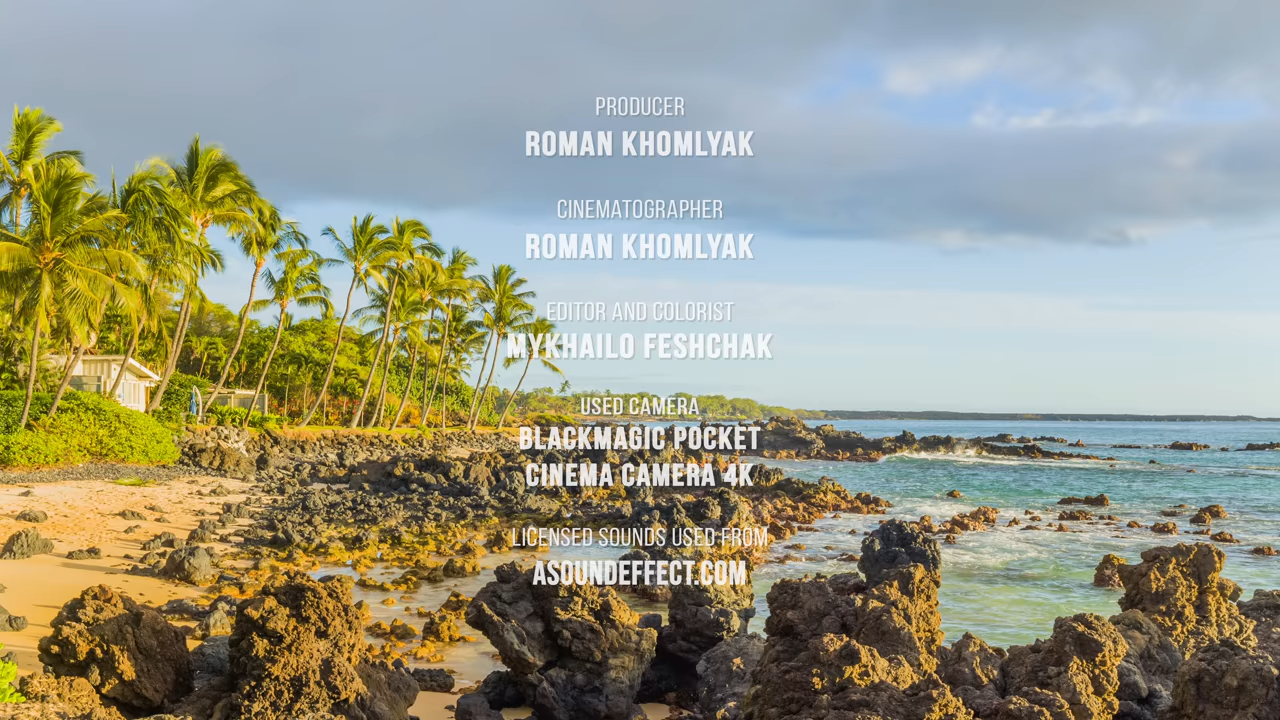 PRODUCER
ROMAN KHOMLYAK
CINEMATOGRAPHER
ROMAN KHOMLYAK
EDITOR AND COLORIST
MYKHAILO FESHCHAK
USED CAMERA
BLACKMAGIC POCKET
CINEMA CAMERA 4K
LICENSED SOUNDS USED FROM
ASOUNDEFFECT.COM